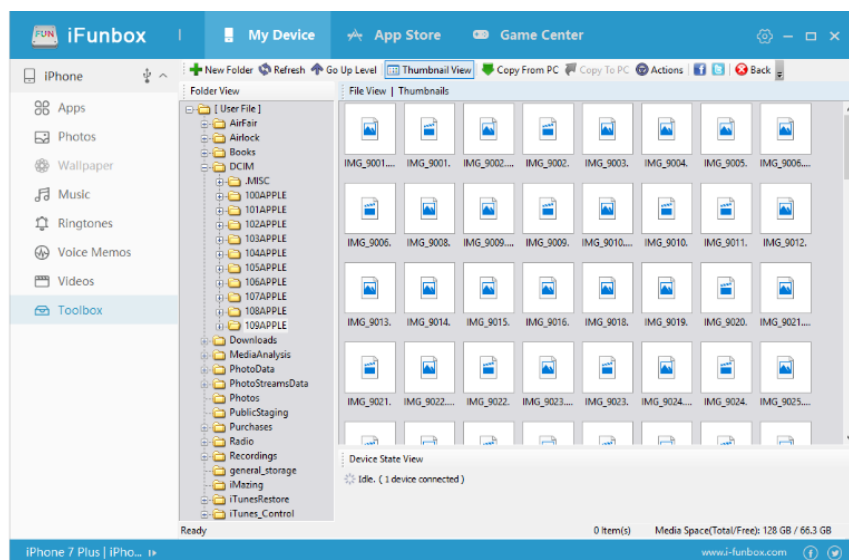 FUN iFunbox My Device App Store Game Center
iPhone
Apps
Photos
Wallpaper
Music
Ringtones
Voice Memos
Videos
Toolbox
iPhone 7 Plus | iPho...
New Folder Refresh Go Up Level Thumbnail View Copy From PC Copy To PC Actions Back
Folder View
[ User File ]
AirFair
Airlock
Books
DCIM
.MISC
100APPLE
101APPLE
102APPLE
103APPLE
104APPLE
105APPLE
106APPLE
107APPLE
108APPLE
109APPLE
Downloads
MediaAnalysis
PhotoData
PhotoStreamsData
Photos
PublicStaging
Purchases
Radio
Recordings
general_storage
iMazing
iTunesRestore
iTunes_Control
File View | Thumbnails
IMG_9001.... IMG_9001. IMG_9002.... IMG_9002. IMG_9003. IMG_9004. IMG_9005. IMG_9006....
IMG_9006. IMG_9008. IMG_9009.... IMG_9009. IMG_9010.... IMG_9010. IMG_9011. IMG_9012.
IMG_9013. IMG_9014. IMG_9015. IMG_9016. IMG_9018. IMG_9019. IMG_9020. IMG_9021....
IMG_9021. IMG_9022.... IMG_9022. IMG_9023.... IMG_9023. IMG_9024.... IMG_9024. IMG_9025....
Device State View
Idle. ( 1 device connected )
Ready 0 Item(s) Media Space(Total/Free): 128 GB / 66.3 GB
www.i-funbox.com